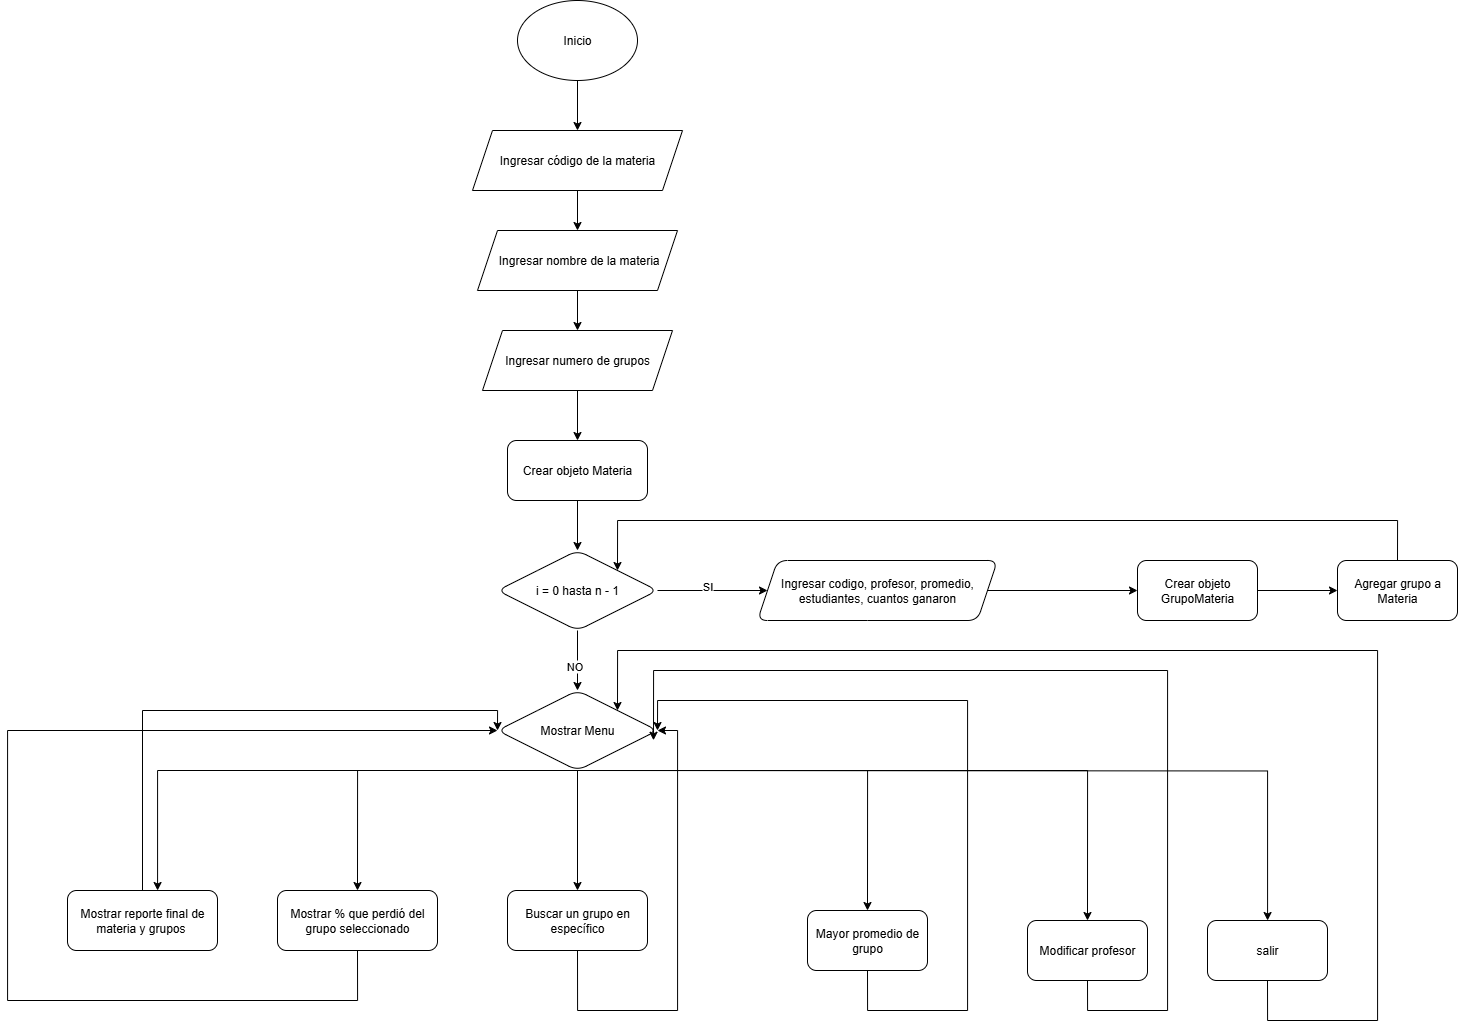 Inicio
Ingresar código de la materia
Ingresar nombre de la materia
Ingresar numero de grupos
Crear objeto Materia
i = 0 hasta n - 1
SI
Ingresar codigo, profesor, promedio,
estudiantes, cuantos ganaron
Crear objeto
GrupoMateria
Agregar grupo a
Materia
NO
Mostrar Menu
Mostrar reporte final de
materia y grupos
Mostrar % que perdió del
grupo seleccionado
Buscar un grupo en
específico
Mayor promedio de
grupo
Modificar profesor
salir